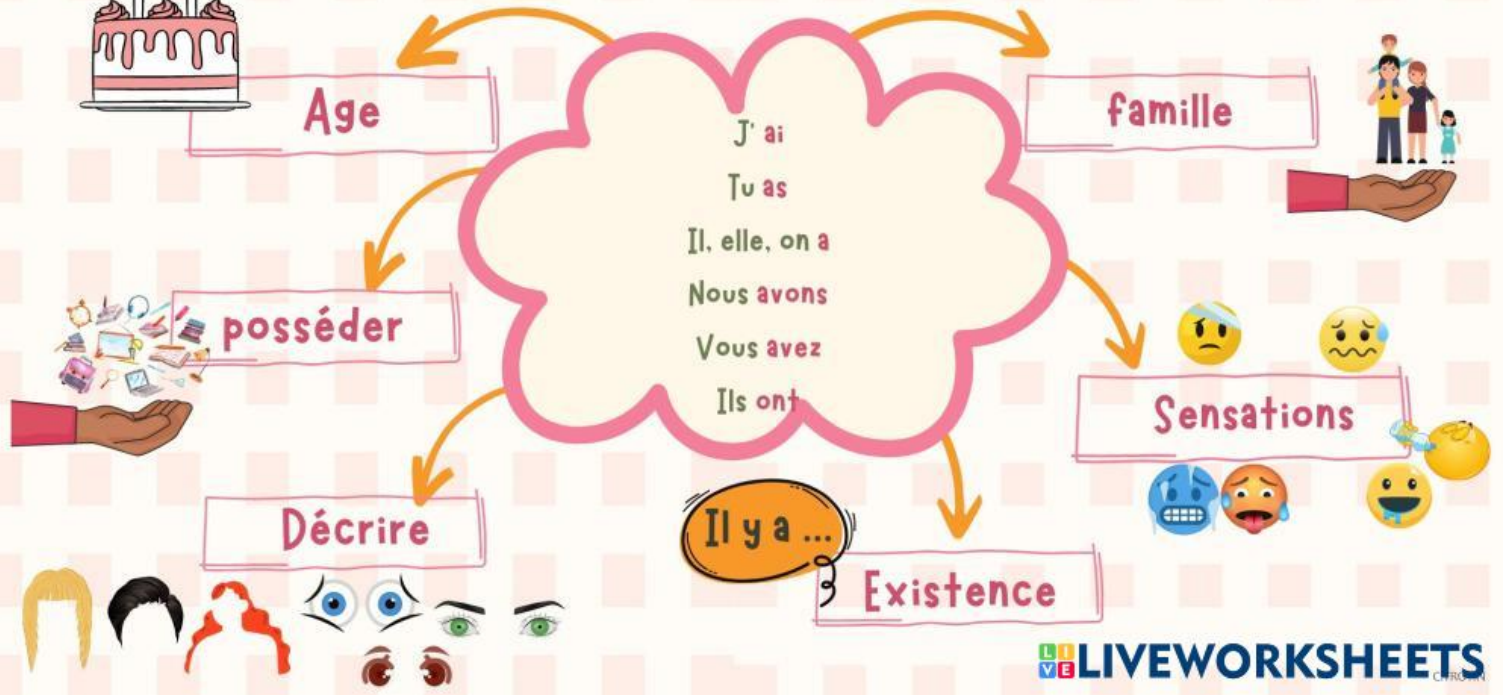 Age
famille
J' ai
Tu as
Il, elle, on a
Nous avons
Vous avez
Ils ont
posséder
Sensations
Décrire
Il y a ...
Existence
LIVE LIVEWORKSHEETS